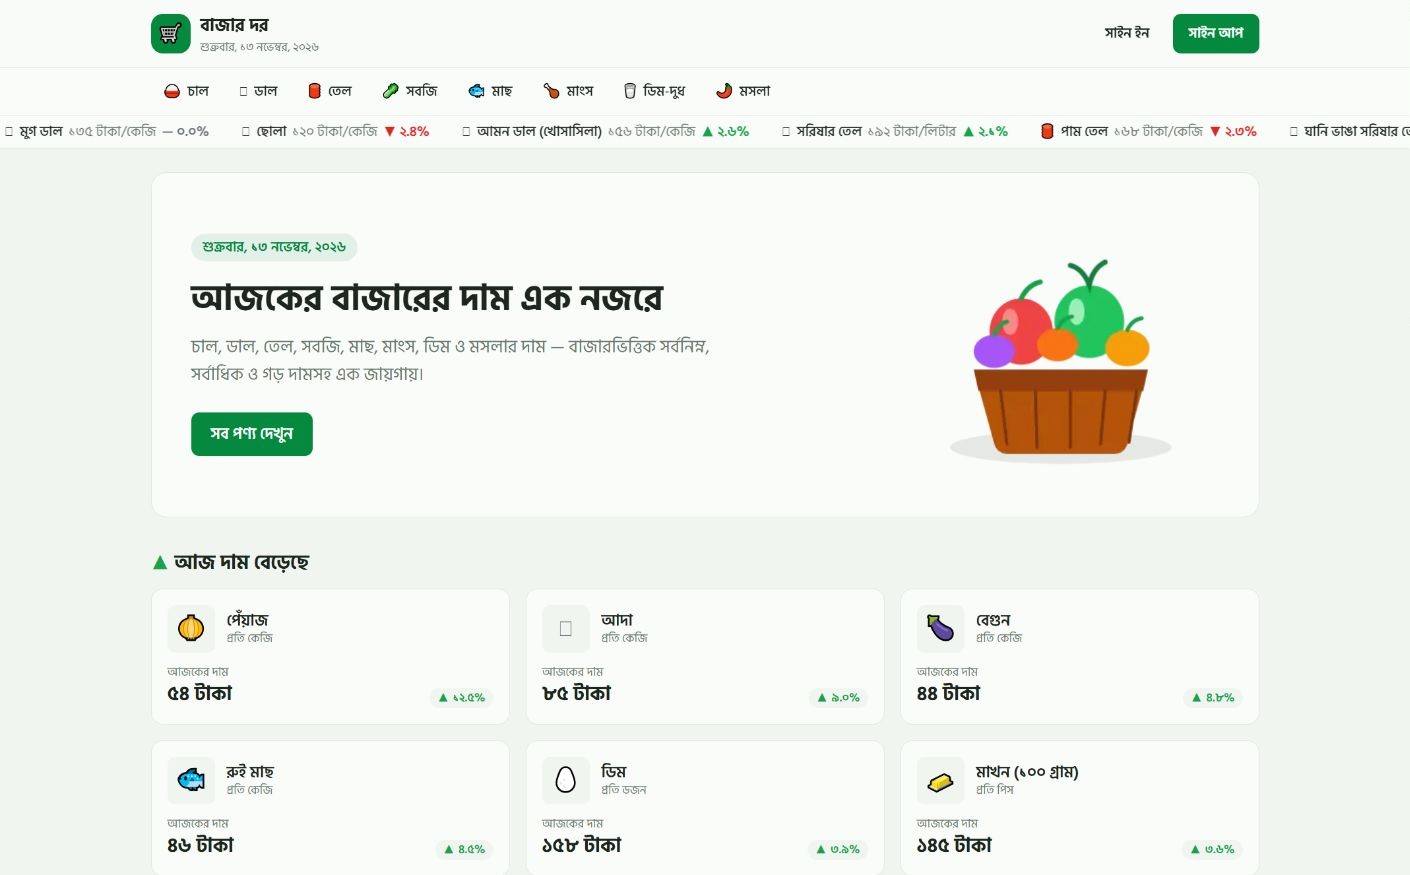 বাজার দর
শুক্রবার, ১৩ নভেম্বর, ২০২৬
সাইন ইন
সাইন আপ
চাল
ডাল
তেল
সবজি
মাছ
মাংস
ডিম-দুধ
মসলা
মুগ ডাল ১৩৫ টাকা/কেজি — ০.০%
ছোলা ১২০ টাকা/কেজি ▼ ২.৪%
আমন ডাল (খোসাসিলা) ১৫৬ টাকা/কেজি ▲ ২.৬%
সরিষার তেল ১৯২ টাকা/লিটার ▲ ২.১%
পাম তেল ১৬৮ টাকা/কেজি ▼ ২.৩%
ঘানি ভাঙা সরিষার
শুক্রবার, ১৩ নভেম্বর, ২০২৬
আজকের বাজারের দাম এক নজরে
চাল, ডাল, তেল, সবজি, মাছ, মাংস, ডিম ও মসলার দাম — বাজারভিত্তিক সর্বনিম্ন,
সর্বাধিক ও গড় দামসহ এক জায়গায়।
সব পণ্য দেখুন
▲ আজ দাম বেড়েছে
পেঁয়াজ
প্রতি কেজি
আজকের দাম
৫৪ টাকা
▲ ১২.৫%
আদা
প্রতি কেজি
আজকের দাম
৮৫ টাকা
▲ ৯.০%
বেগুন
প্রতি কেজি
আজকের দাম
৪৪ টাকা
▲ ৪.৮%
রুই মাছ
প্রতি কেজি
আজকের দাম
৪৬ টাকা
▲ ৪.৫%
ডিম
প্রতি ডজন
আজকের দাম
১৫৮ টাকা
▲ ৩.৯%
মাখন (১০০ গ্রাম)
প্রতি পিস
আজকের দাম
১৪৫ টাকা
▲ ৩.৬%